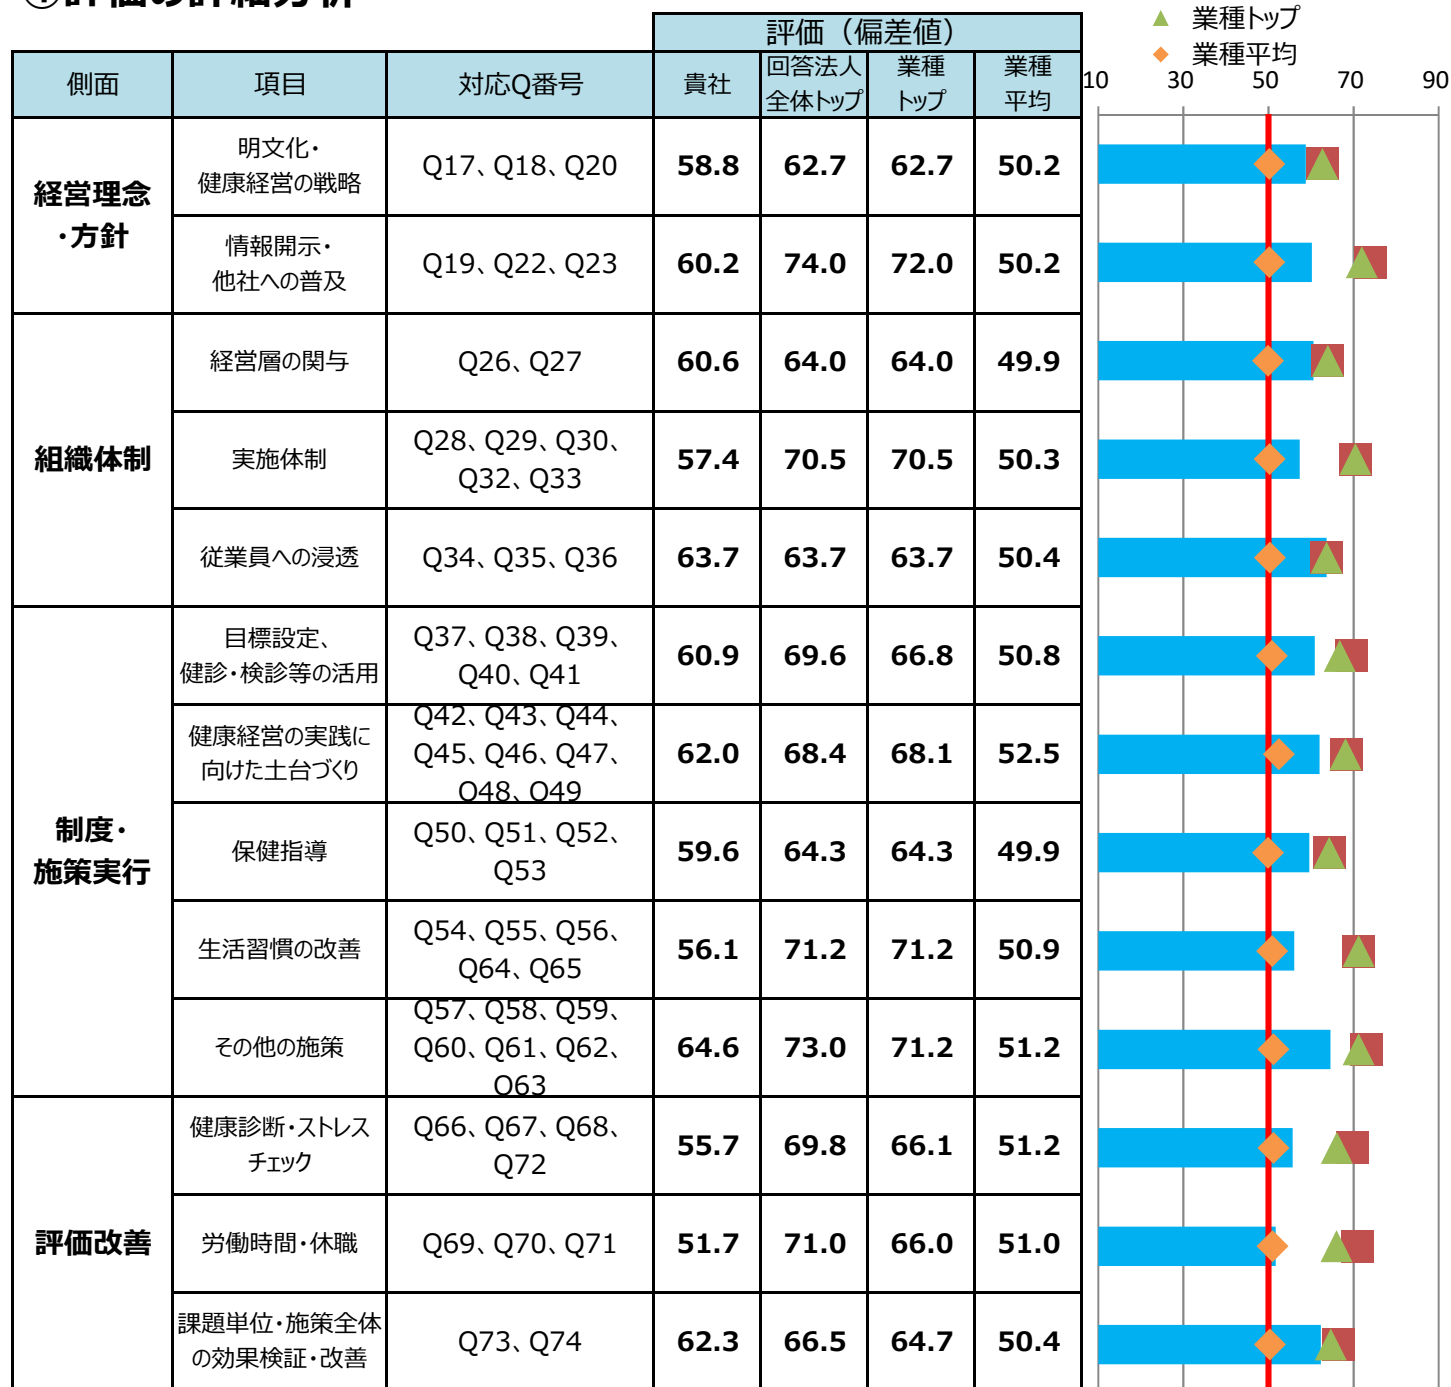 ①評価の詳細分析
▲ 業種トップ
◆ 業種平均
10 30 50 70 90
評価（偏差値）
側面 項目 対応Q番号 貴社 回答法人 業種 業種
全体トップ トップ 平均
経営理念
・方針
明文化・
健康経営の戦略
Q17、Q18、Q20 58.8 62.7 62.7 50.2
情報開示・
他社への普及
Q19、Q22、Q23 60.2 74.0 72.0 50.2
組織体制
経営層の関与 Q26、Q27 60.6 64.0 64.0 49.9
実施体制
Q28、Q29、Q30、
Q32、Q33
57.4 70.5 70.5 50.3
従業員への浸透 Q34、Q35、Q36 63.7 63.7 63.7 50.4
制度・
施策実行
目標設定、
健診・検診等の活用
Q37、Q38、Q39、
Q40、Q41
60.9 69.6 66.8 50.8
健康経営の実践に
向けた土台づくり
Q42、Q43、Q44、
Q45、Q46、Q47、
Q48、Q49
62.0 68.4 68.1 52.5
保健指導
Q50、Q51、Q52、
Q53
59.6 64.3 64.3 49.9
生活習慣の改善
Q54、Q55、Q56、
Q64、Q65
56.1 71.2 71.2 50.9
その他の施策
Q57、Q58、Q59、
Q60、Q61、Q62、
Q63
64.6 73.0 71.2 51.2
評価改善
健康診断・ストレス
チェック
Q66、Q67、Q68、
Q72
55.7 69.8 66.1 51.2
労働時間・休職 Q69、Q70、Q71 51.7 71.0 66.0 51.0
課題単位・施策全体
の効果検証・改善
Q73、Q74 62.3 66.5 64.7 50.4